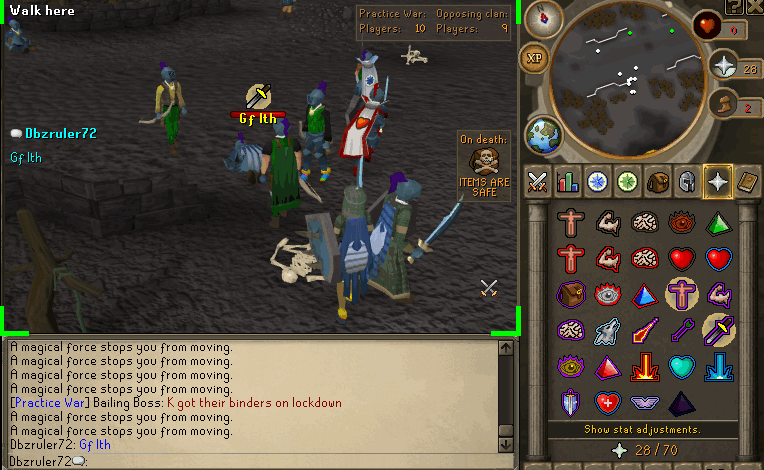 Walk here
Practice War: Opposing clan:
Players: 10 Players: 9
0
XP
28
2
Gf lth
Dbzruler72
Gf lth
On death:
ITEMS ARE
SAFE
A magical force stops you from moving.
A magical force stops you from moving.
A magical force stops you from moving.
A magical force stops you from moving.
[Practice War] Bailing Boss: K got their binders on lockdown
A magical force stops you from moving.
A magical force stops you from moving.
Dbzruler72: Gf lth
Dbzruler72:
Show stat adjustments.
28 / 70